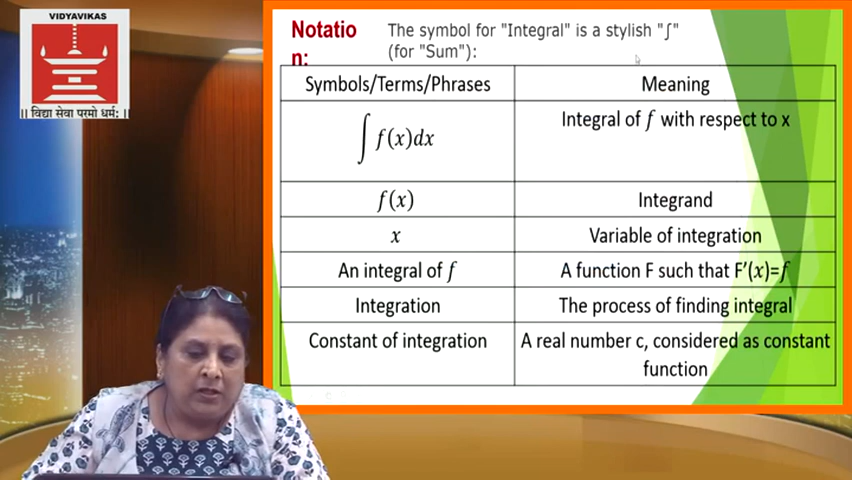 VIDYAVIKAS
|| विद्या सेवा परमो धर्म: ||
Notatio
n:
The symbol for "Integral" is a stylish "∫"
(for "Sum"):
Symbols/Terms/Phrases Meaning
∫ f(x)dx Integral of f with respect to x
f(x) Integrand
x Variable of integration
An integral of f A function F such that F'(x)=f
Integration The process of finding integral
Constant of integration A real number c, considered as constant
function